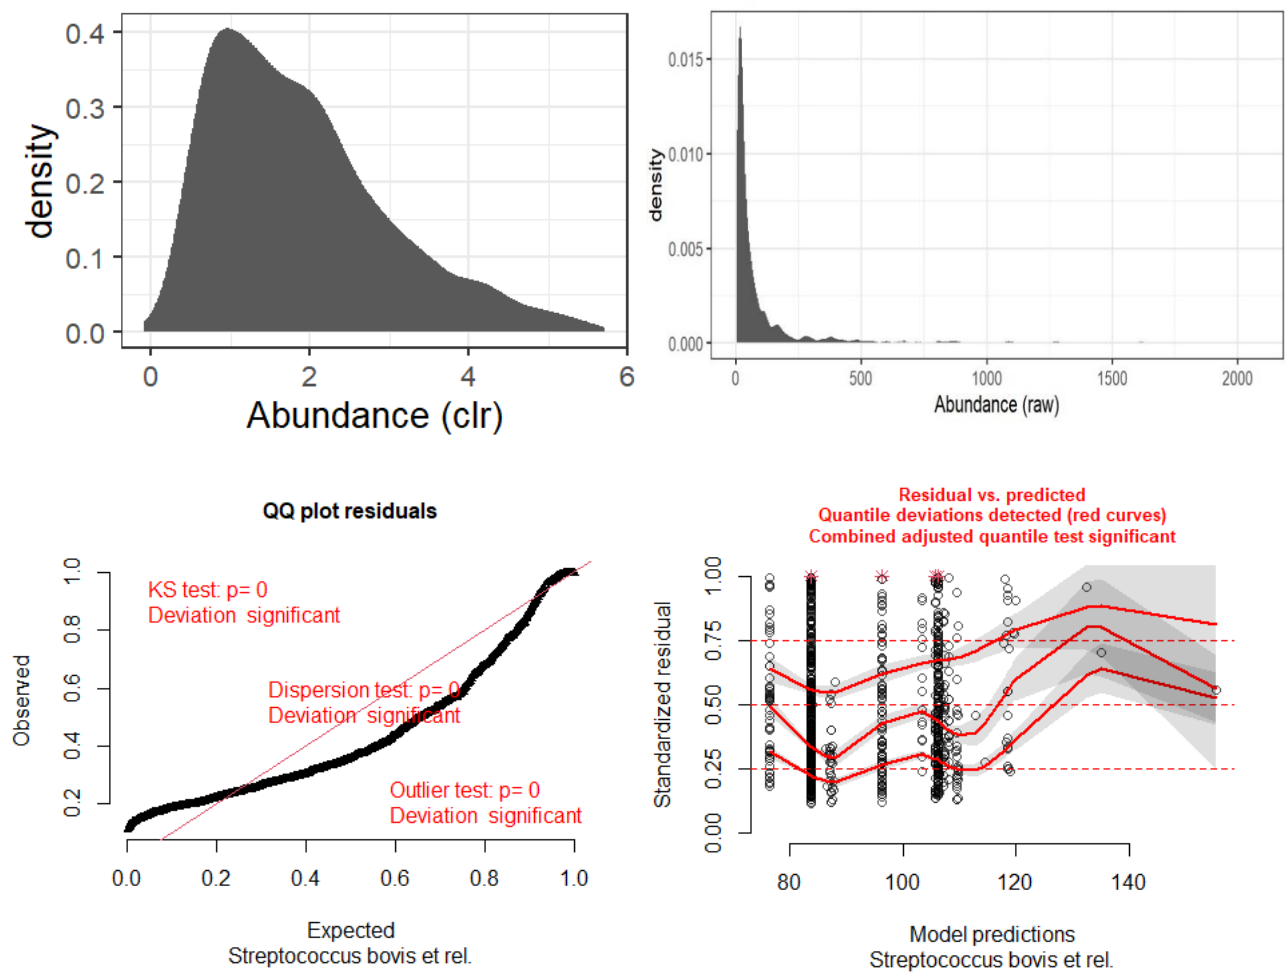 0.4
0.3
0.2
0.1
0.0
density
0 2 4 6
Abundance (clr)
0.015
0.010
0.005
0.000
density
0 500 1000 1500 2000
Abundance (raw)
QQ plot residuals
KS test: p= 0
Deviation significant
Dispersion test: p= 0
Deviation significant
Outlier test: p= 0
Deviation significant
Observed
1.0
0.8
0.6
0.4
0.2
0.0 0.2 0.4 0.6 0.8 1.0
Expected
Streptococcus bovis et rel.
Residual vs. predicted
Quantile deviations detected (red curves)
Combined adjusted quantile test significant
Standardized residual
1.00
0.75
0.50
0.25
0.00
80 100 120 140
Model predictions
Streptococcus bovis et rel.